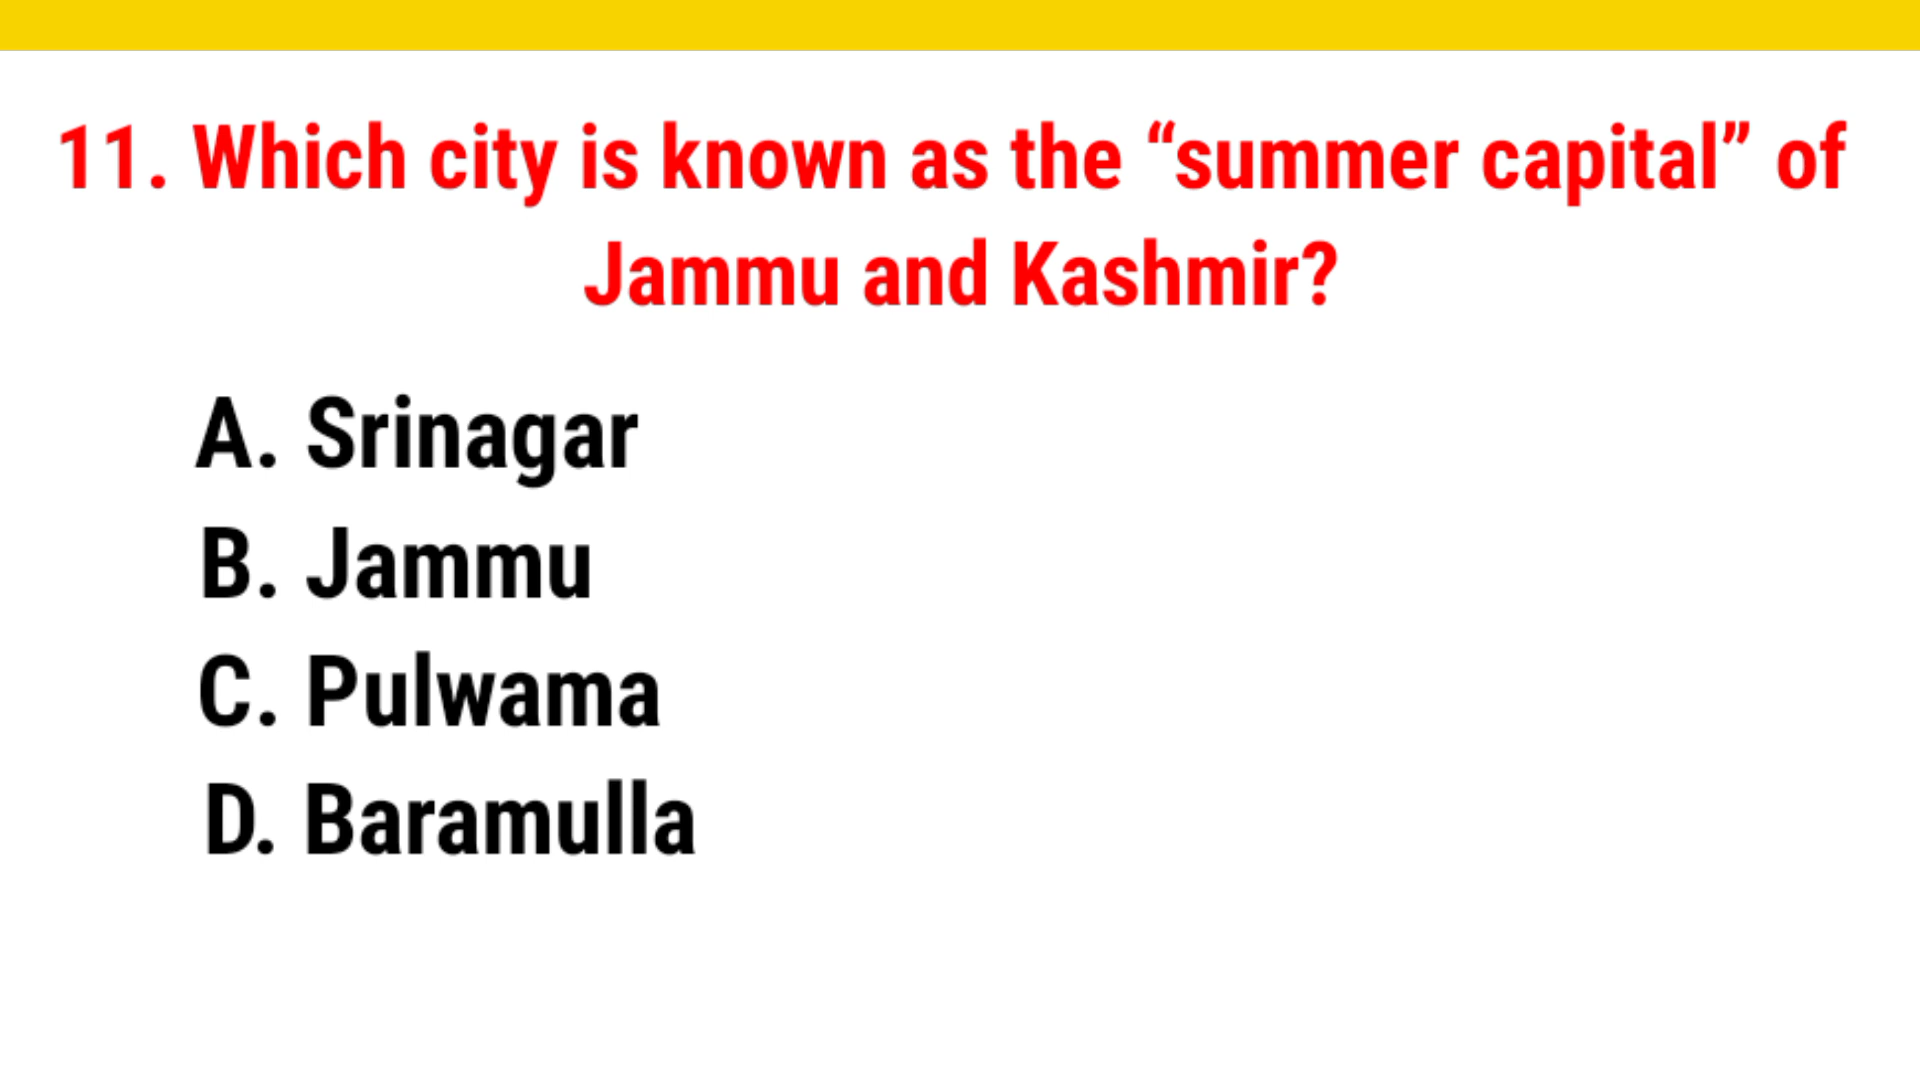 11. Which city is known as the “summer capital” of
Jammu and Kashmir?
A. Srinagar
B. Jammu
C. Pulwama
D. Baramulla